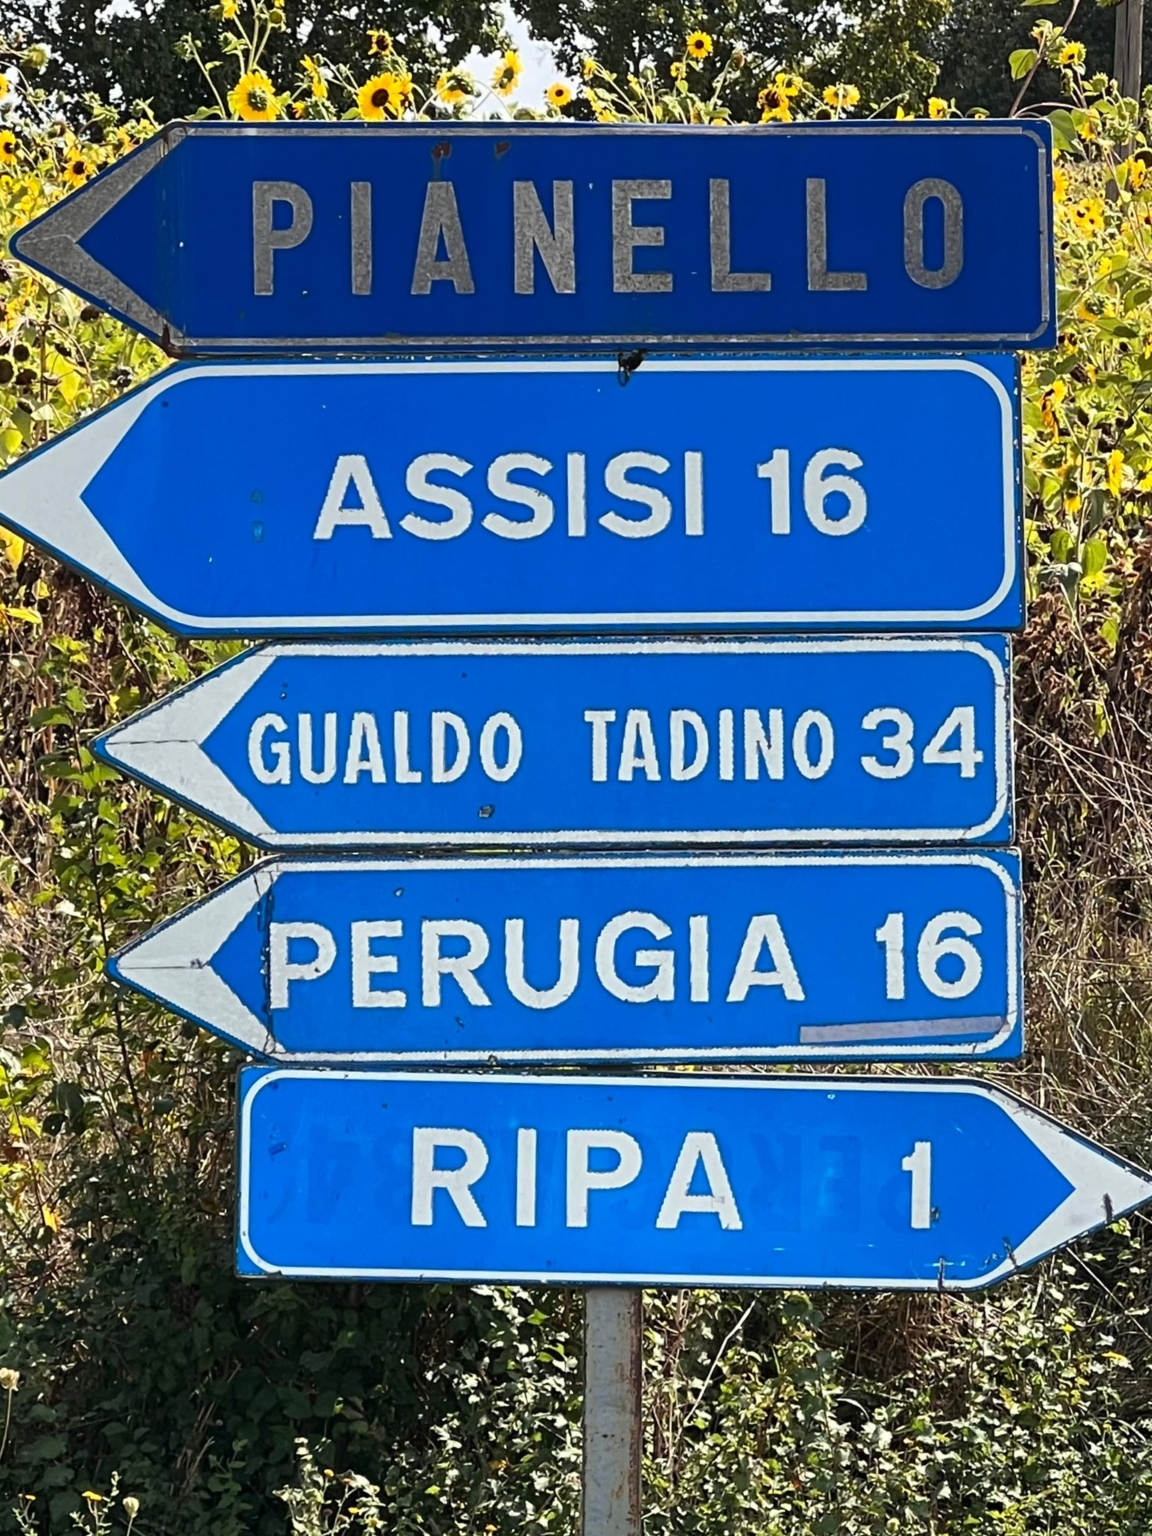 PIANELLO
ASSISI 16
GUALDO TADINO 34
PERUGIA 16
RIPA 1